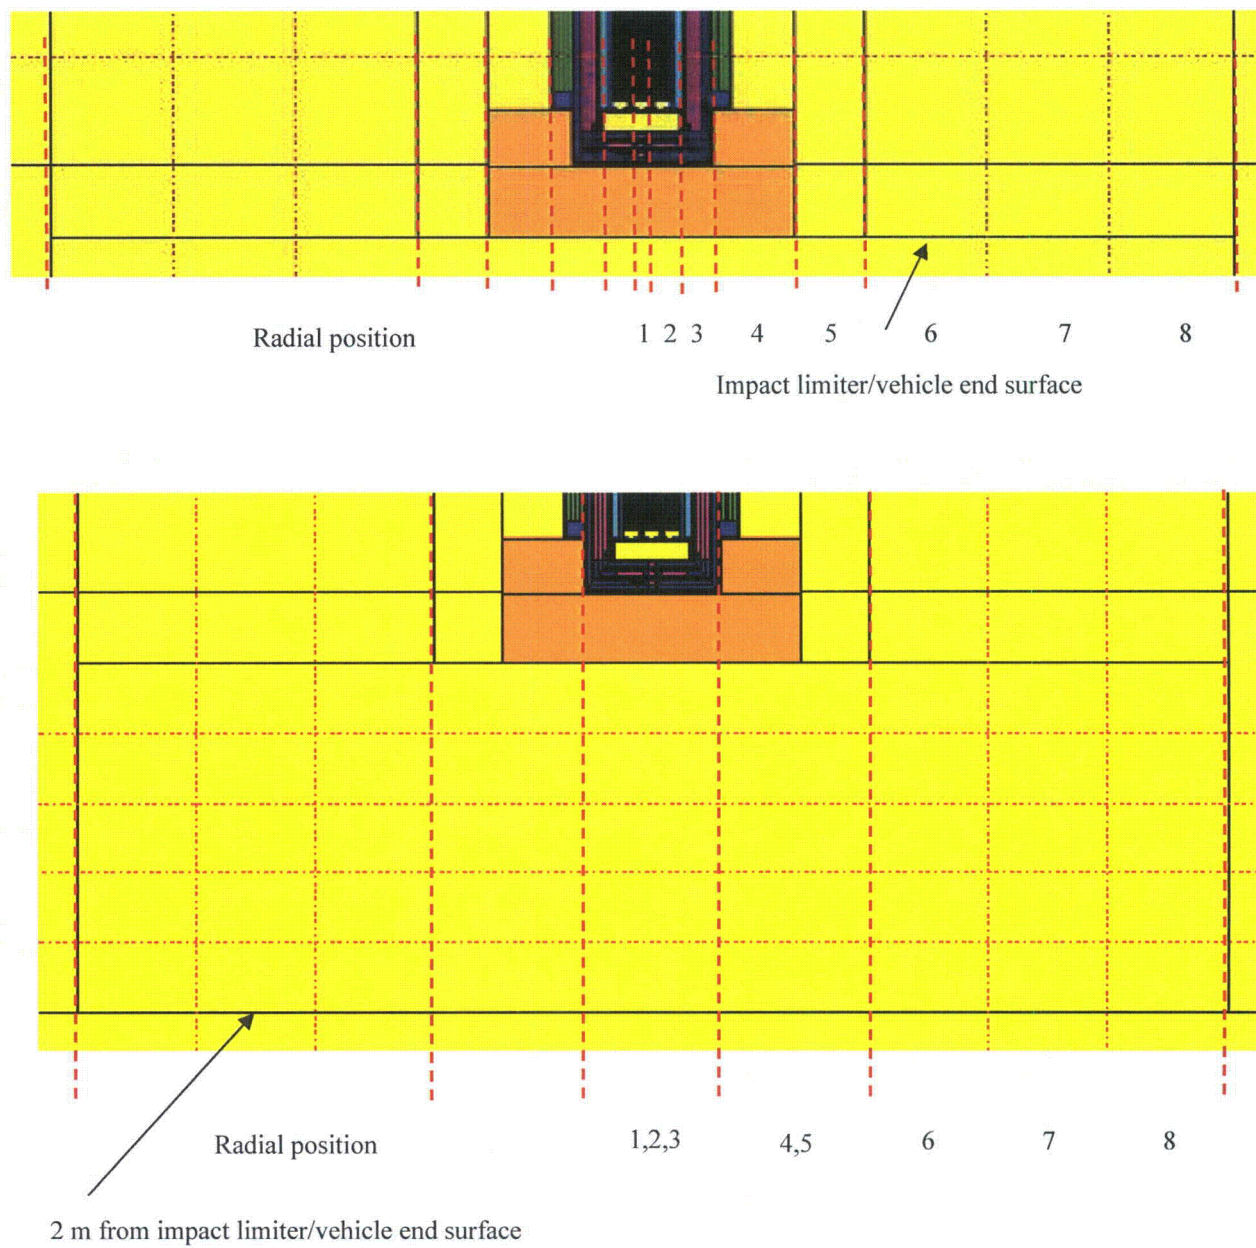 Radial position 1 2 3 4 5 6 7 8
Impact limiter/vehicle end surface
Radial position 1,2,3 4,5 6 7 8
2 m from impact limiter/vehicle end surface